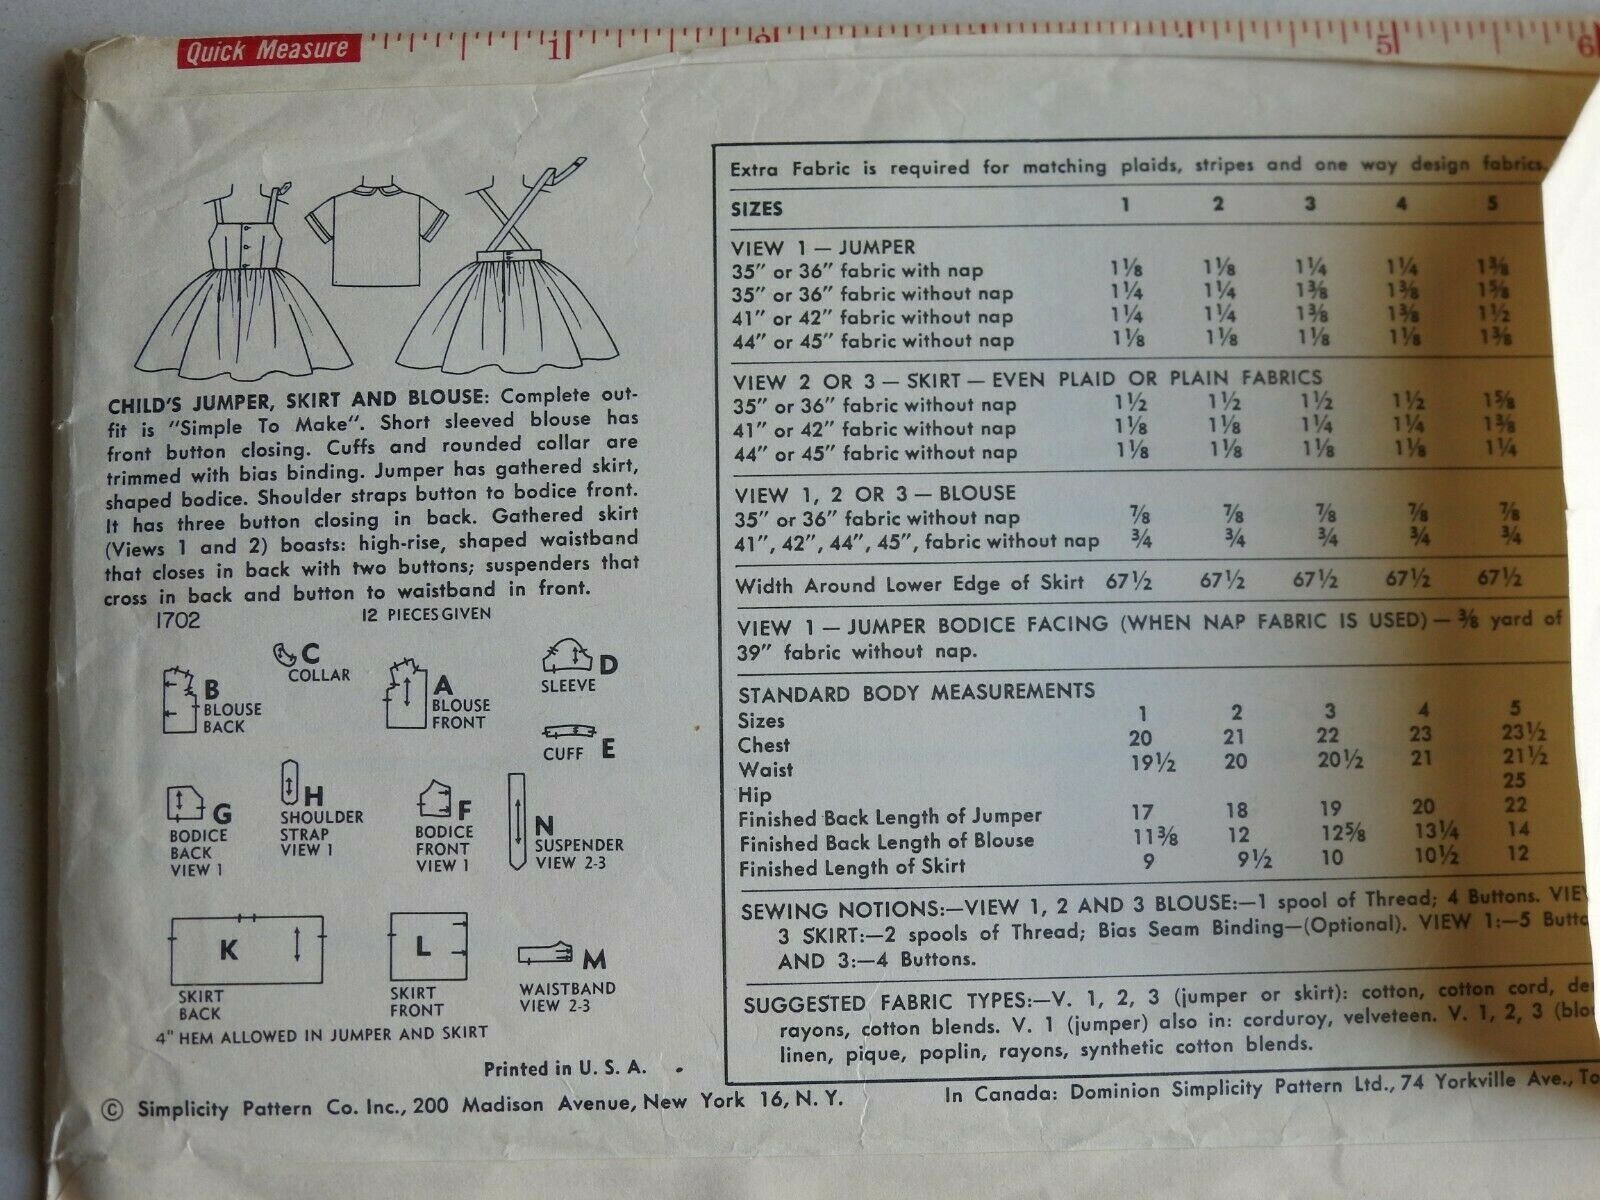 Quick Measure 1 2 5 6
CHILD'S JUMPER, SKIRT AND BLOUSE: Complete out-
fit is "Simple To Make". Short sleeved blouse has
front button closing. Cuffs and rounded collar are
trimmed with bias binding. Jumper has gathered skirt,
shaped bodice. Shoulder straps button to bodice front.
It has three button closing in back. Gathered skirt
(Views 1 and 2) boasts: high-rise, shaped waistband
that closes in back with two buttons; suspenders that
cross in back and button to waistband in front.
1702 12 PIECES GIVEN
C
COLLAR
B
BLOUSE
BACK
A
BLOUSE
FRONT
D
SLEEVE
CUFF E
G
BODICE
BACK
VIEW 1
H
SHOULDER
STRAP
VIEW 1
F
BODICE
FRONT
VIEW 1
N
SUSPENDER
VIEW 2-3
K
SKIRT
BACK
L
SKIRT
FRONT
M
WAISTBAND
VIEW 2-3
4" HEM ALLOWED IN JUMPER AND SKIRT
Printed in U. S. A.
© Simplicity Pattern Co. Inc., 200 Madison Avenue, New York 16, N. Y.
Extra Fabric is required for matching plaids, stripes and one way design fabrics.
SIZES 1 2 3 4 5
VIEW 1 — JUMPER
35" or 36" fabric with nap 1⅛ 1⅛ 1¼ 1¼ 1⅜
35" or 36" fabric without nap 1¼ 1¼ 1⅜ 1⅜ 1⅝
41" or 42" fabric without nap 1¼ 1¼ 1⅜ 1⅜ 1½
44" or 45" fabric without nap 1⅛ 1⅛ 1⅛ 1⅛ 1⅜
VIEW 2 OR 3 — SKIRT — EVEN PLAID OR PLAIN FABRICS
35" or 36" fabric without nap 1½ 1½ 1½ 1½ 1⅝
41" or 42" fabric without nap 1⅛ 1⅛ 1¼ 1¼ 1⅜
44" or 45" fabric without nap 1⅛ 1⅛ 1⅛ 1⅛ 1¼
VIEW 1, 2 OR 3 — BLOUSE
35" or 36" fabric without nap ⅞ ⅞ ⅞ ⅞ ⅞
41", 42", 44", 45", fabric without nap ¾ ¾ ¾ ¾ ¾
Width Around Lower Edge of Skirt 67½ 67½ 67½ 67½ 67½
VIEW 1 — JUMPER BODICE FACING (WHEN NAP FABRIC IS USED) — ⅜ yard of
39" fabric without nap.
STANDARD BODY MEASUREMENTS
Sizes 1 2 3 4 5
Chest 20 21 22 23 23½
Waist 19½ 20 20½ 21 21½
Hip 25
Finished Back Length of Jumper 17 18 19 20 22
Finished Back Length of Blouse 11⅜ 12 12⅝ 13¼ 14
Finished Length of Skirt 9 9½ 10 10½ 12
SEWING NOTIONS:—VIEW 1, 2 AND 3 BLOUSE:—1 spool of Thread; 4 Buttons.
3 SKIRT:—2 spools of Thread; Bias Seam Binding—(Optional). VIEW 1:—5
AND 3:—4 Buttons.
SUGGESTED FABRIC TYPES:—V. 1, 2, 3 (jumper or skirt): cotton, cotton cord,
rayons, cotton blends. V. 1 (jumper) also in: corduroy, velveteen. V. 1, 2, 3
linen, pique, poplin, rayons, synthetic cotton blends.
In Canada: Dominion Simplicity Pattern Ltd., 74 Yorkville Ave.,